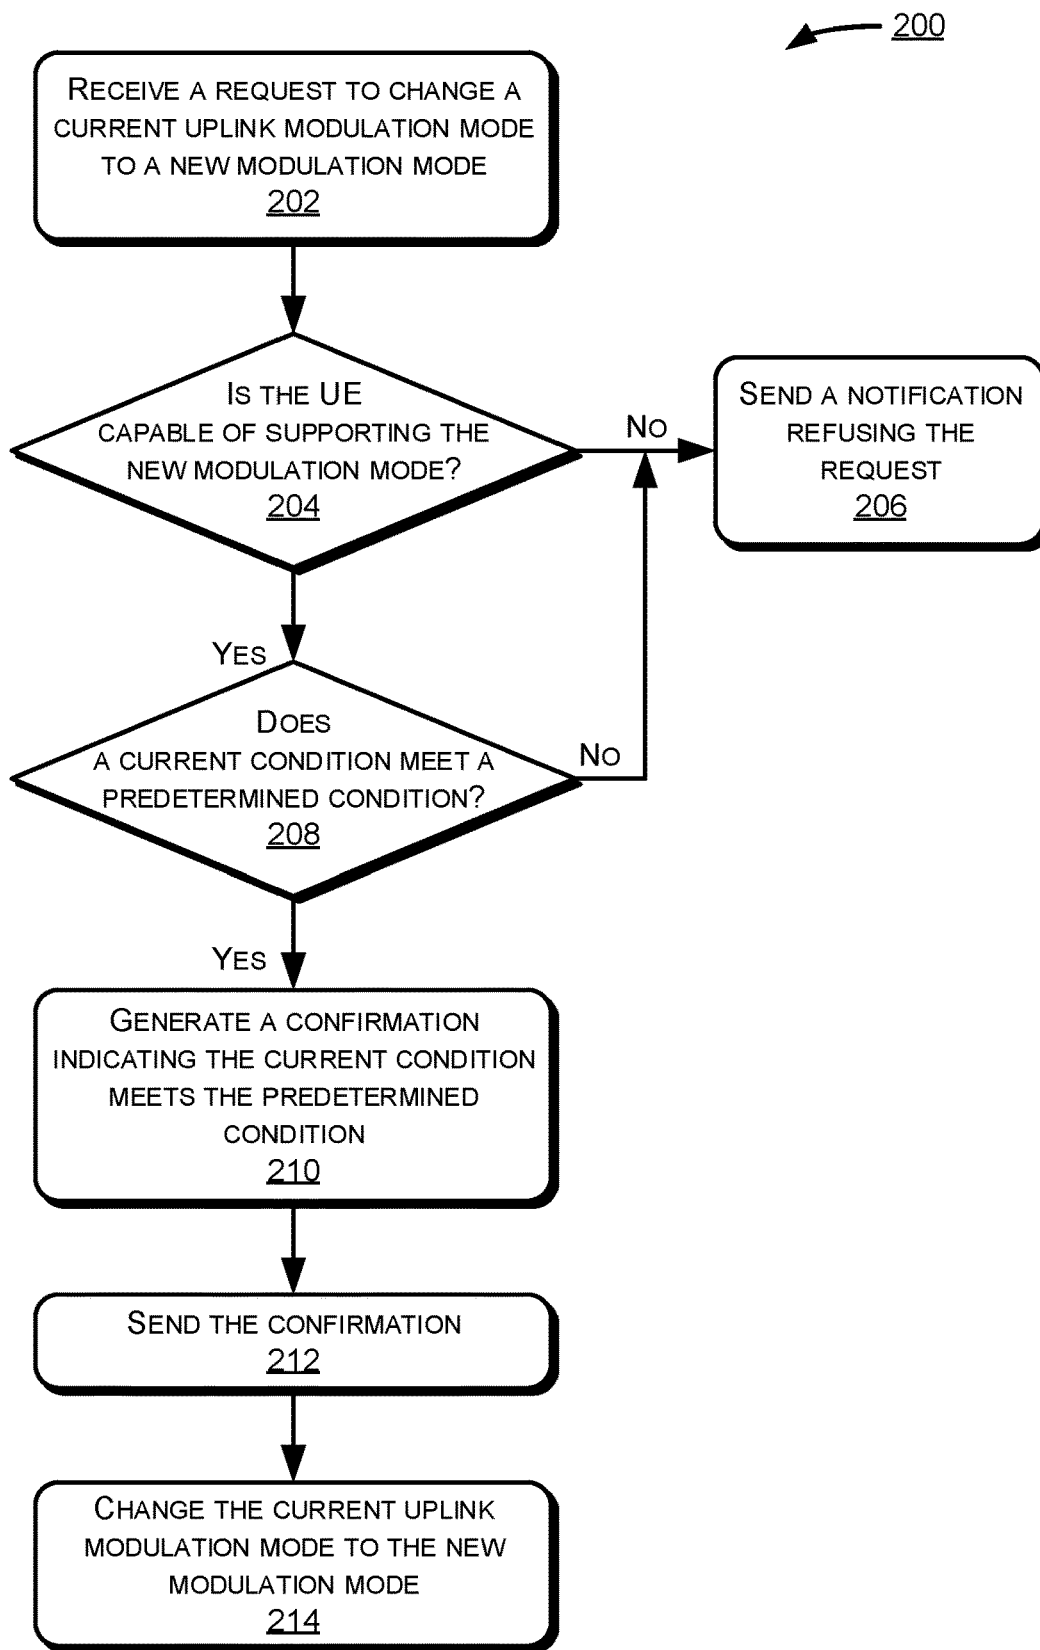 200
RECEIVE A REQUEST TO CHANGE A
CURRENT UPLINK MODULATION MODE
TO A NEW MODULATION MODE
202
IS THE UE
CAPABLE OF SUPPORTING THE
NEW MODULATION MODE?
204
NO
SEND A NOTIFICATION
REFUSING THE
REQUEST
206
YES
DOES
A CURRENT CONDITION MEET A
PREDETERMINED CONDITION?
208
NO
YES
GENERATE A CONFIRMATION
INDICATING THE CURRENT CONDITION
MEETS THE PREDETERMINED
CONDITION
210
SEND THE CONFIRMATION
212
CHANGE THE CURRENT UPLINK
MODULATION MODE TO THE NEW
MODULATION MODE
214